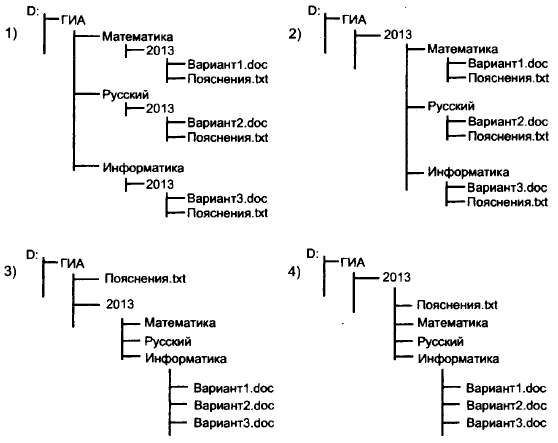 1)
D:
ГИА
Математика
2013
Вариант1.doc
Пояснения.txt
Русский
2013
Вариант2.doc
Пояснения.txt
Информатика
2013
Вариант3.doc
Пояснения.txt
2)
D:
ГИА
2013
Математика
Вариант1.doc
Пояснения.txt
Русский
Вариант2.doc
Пояснения.txt
Информатика
Вариант3.doc
Пояснения.txt
3)
D:
ГИА
Пояснения.txt
2013
Математика
Русский
Информатика
Вариант1.doc
Вариант2.doc
Вариант3.doc
4)
D:
ГИА
2013
Пояснения.txt
Математика
Русский
Информатика
Вариант1.doc
Вариант2.doc
Вариант3.doc